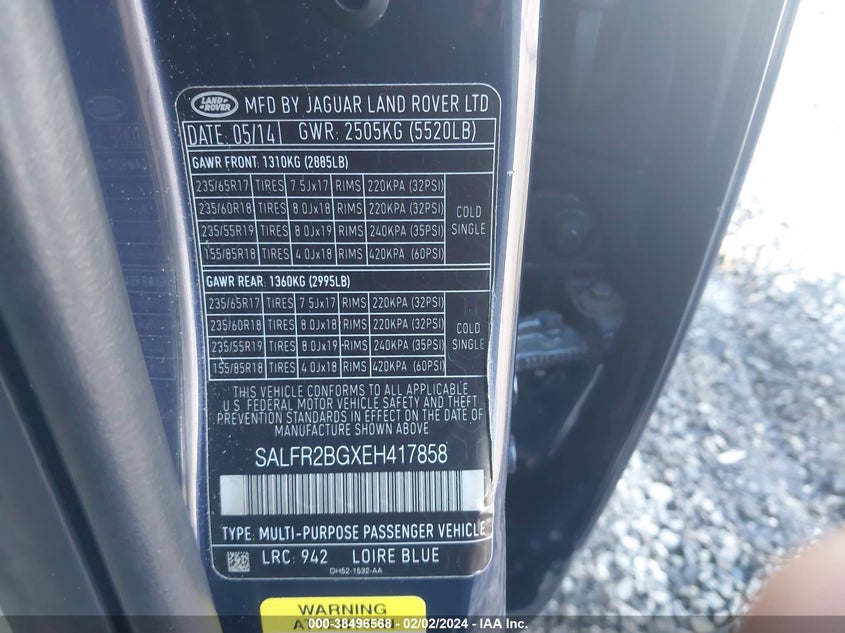 LAND ROVER MFD BY JAGUAR LAND ROVER LTD
DATE: 05/14 GWR: 2505KG (5520LB)
GAWR FRONT: 1310KG (2885LB)
235/65R17 TIRES 7.5Jx17 RIMS 220KPA (32PSI)
235/60R18 TIRES 8.0Jx18 RIMS 220KPA (32PSI)
235/55R19 TIRES 8.0Jx19 RIMS 240KPA (35PSI)
155/85R18 TIRES 4.0Jx18 RIMS 420KPA (60PSI)
COLD
SINGLE
GAWR REAR: 1360KG (2995LB)
235/65R17 TIRES 7.5Jx17 RIMS 220KPA (32PSI)
235/60R18 TIRES 8.0Jx18 RIMS 220KPA (32PSI)
235/55R19 TIRES 8.0Jx19 RIMS 240KPA (35PSI)
155/85R18 TIRES 4.0Jx18 RIMS 420KPA (60PSI)
COLD
SINGLE
THIS VEHICLE CONFORMS TO ALL APPLICABLE
U.S. FEDERAL MOTOR VEHICLE SAFETY AND THEFT
PREVENTION STANDARDS IN EFFECT ON THE DATE OF
MANUFACTURE SHOWN ABOVE
SALFR2BGXEH417858
TYPE: MULTI-PURPOSE PASSENGER VEHICLE
LRC: 942 LOIRE BLUE
DH52-1532-AA
WARNING
000-38496568 - 02/02/2024 - IAA Inc.